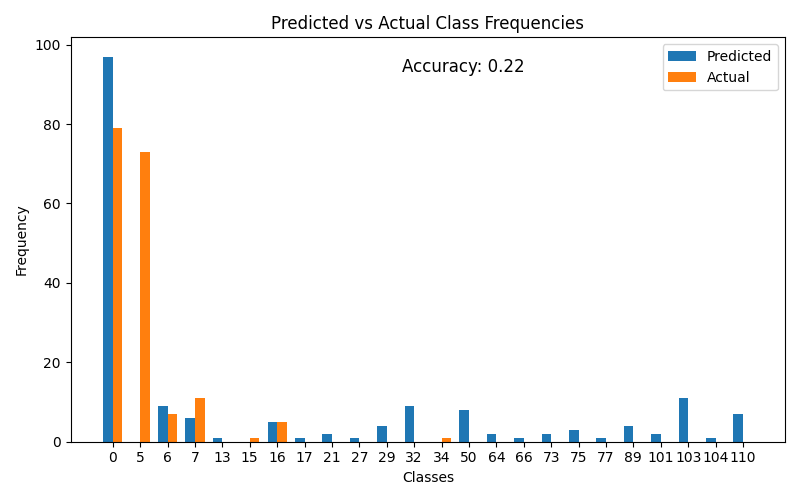 Predicted vs Actual Class Frequencies
Accuracy: 0.22
Predicted
Actual
Frequency
100
80
60
40
20
0
0 5 6 7 13 15 16 17 21 27 29 32 34 50 64 66 73 75 77 89 101 103 104 110
Classes